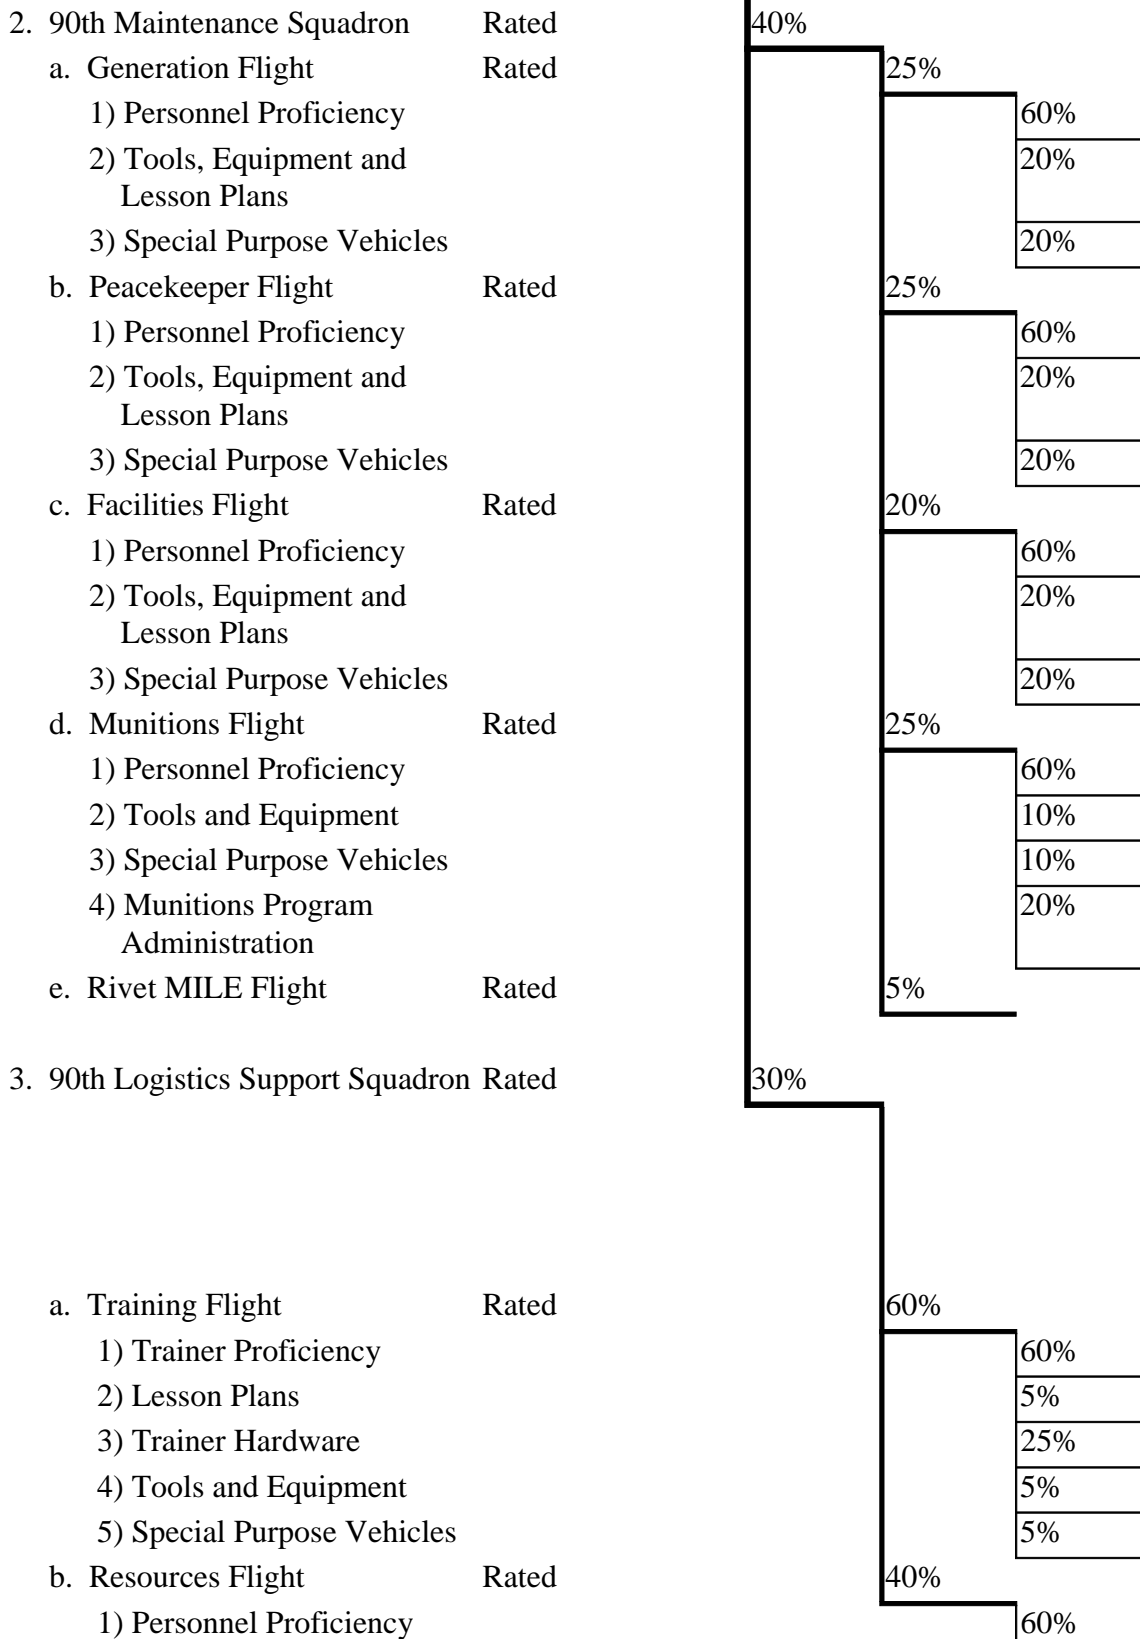 2. 90th Maintenance Squadron Rated 40%
a. Generation Flight Rated 25%
1) Personnel Proficiency 60%
2) Tools, Equipment and 20%
Lesson Plans
3) Special Purpose Vehicles 20%
b. Peacekeeper Flight Rated 25%
1) Personnel Proficiency 60%
2) Tools, Equipment and 20%
Lesson Plans
3) Special Purpose Vehicles 20%
c. Facilities Flight Rated 20%
1) Personnel Proficiency 60%
2) Tools, Equipment and 20%
Lesson Plans
3) Special Purpose Vehicles 20%
d. Munitions Flight Rated 25%
1) Personnel Proficiency 60%
2) Tools and Equipment 10%
3) Special Purpose Vehicles 10%
4) Munitions Program 20%
Administration
e. Rivet MILE Flight Rated 5%
3. 90th Logistics Support Squadron Rated 30%
a. Training Flight Rated 60%
1) Trainer Proficiency 60%
2) Lesson Plans 5%
3) Trainer Hardware 25%
4) Tools and Equipment 5%
5) Special Purpose Vehicles 5%
b. Resources Flight Rated 40%
1) Personnel Proficiency 60%